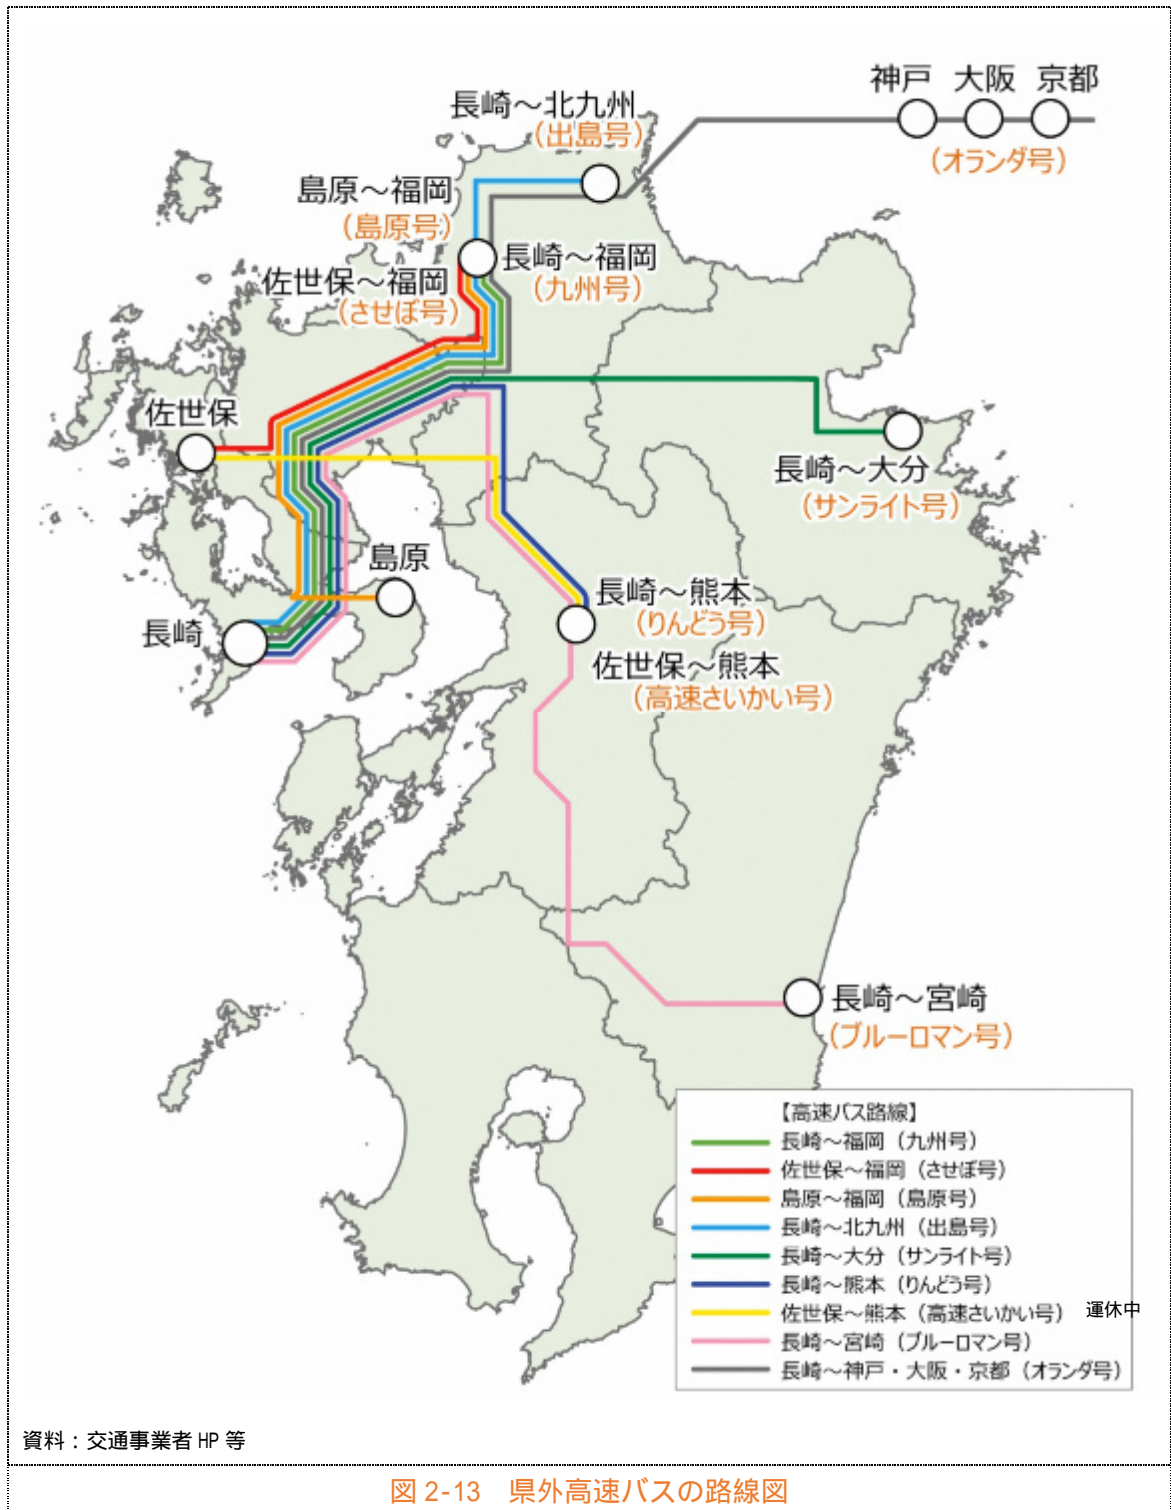 神戸 大阪 京都
(オランダ号)
長崎～北九州
(出島号)
島原～福岡
(島原号)
長崎～福岡
(九州号)
佐世保～福岡
(させぼ号)
佐世保
長崎～大分
(サンライト号)
島原
長崎
長崎～熊本
(りんどう号)
佐世保～熊本
(高速さいかい号)
長崎～宮崎
(ブルーロマン号)
【高速バス路線】
長崎～福岡（九州号）
佐世保～福岡（させぼ号）
島原～福岡（島原号）
長崎～北九州（出島号）
長崎～大分（サンライト号）
長崎～熊本（りんどう号）
佐世保～熊本（高速さいかい号） 運休中
長崎～宮崎（ブルーロマン号）
長崎～神戸・大阪・京都（オランダ号）
資料：交通事業者 HP 等
図 2-13 県外高速バスの路線図